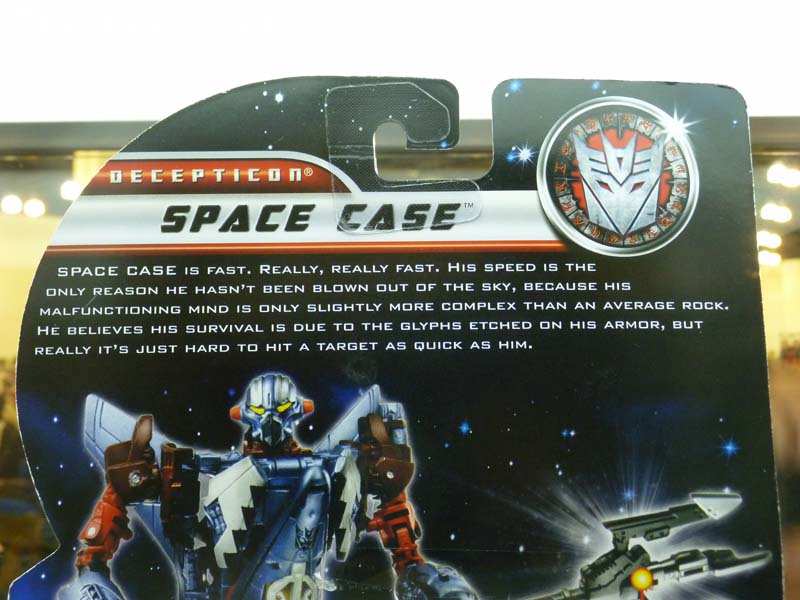 DECEPTICON®
SPACE CASE™
SPACE CASE IS FAST. REALLY, REALLY FAST. HIS SPEED IS THE
ONLY REASON HE HASN'T BEEN BLOWN OUT OF THE SKY, BECAUSE HIS
MALFUNCTIONING MIND IS ONLY SLIGHTLY MORE COMPLEX THAN AN AVERAGE ROCK.
HE BELIEVES HIS SURVIVAL IS DUE TO THE GLYPHS ETCHED ON HIS ARMOR, BUT
REALLY IT'S JUST HARD TO HIT A TARGET AS QUICK AS HIM.